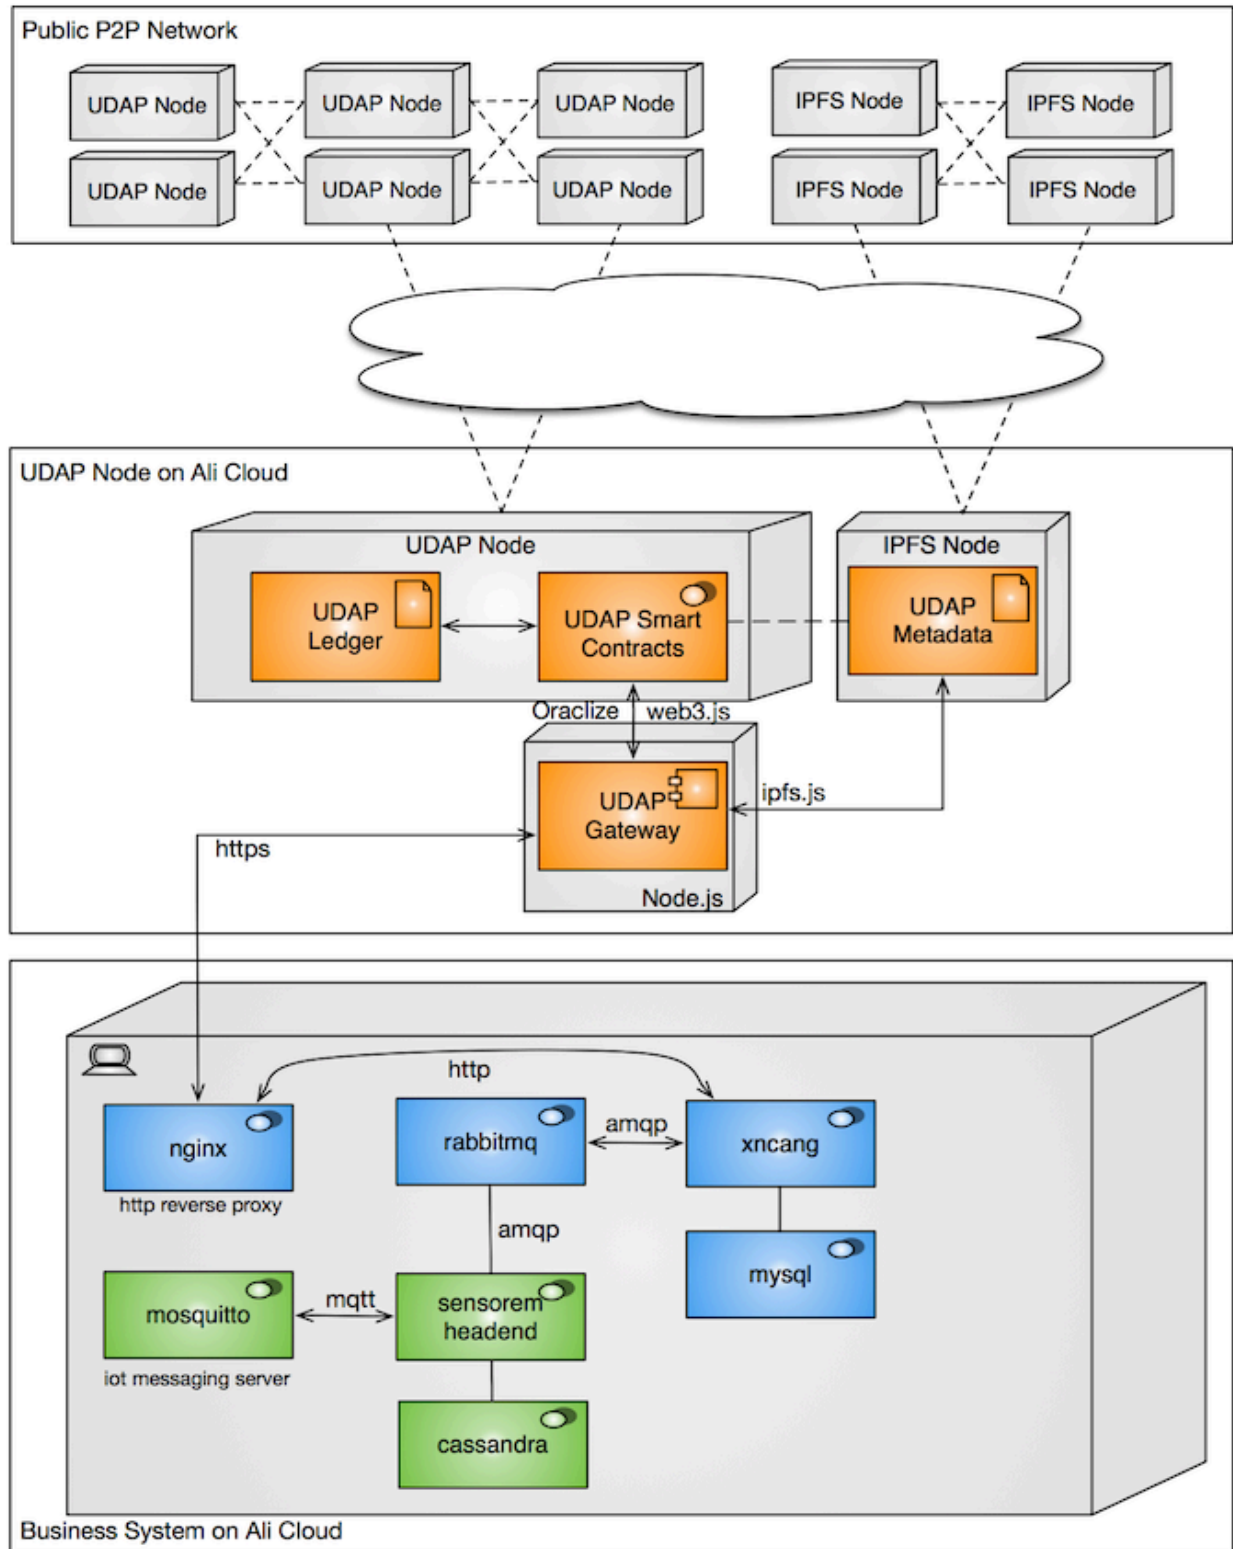 Public P2P Network
UDAP Node
UDAP Node
UDAP Node
IPFS Node
IPFS Node
UDAP Node
UDAP Node
UDAP Node
IPFS Node
IPFS Node
UDAP Node on Ali Cloud
UDAP Node
IPFS Node
UDAP
Ledger
UDAP Smart
Contracts
UDAP
Metadata
Oraclize
web3.js
UDAP
Gateway
ipfs.js
https
Node.js
http
nginx
http reverse proxy
rabbitmq
amqp
xncang
amqp
mysql
mosquitto
iot messaging server
mqtt
sensorem
headend
cassandra
Business System on Ali Cloud